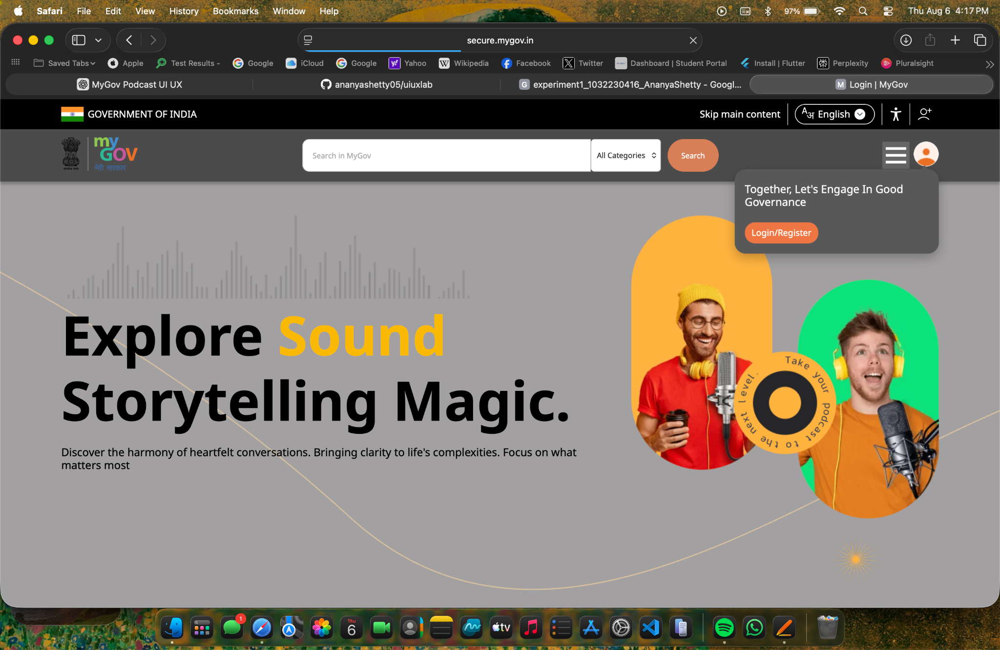 Safari File Edit View History Bookmarks Window Help 97% Thu Aug 6 4:17 PM
secure.mygov.in
Saved Tabs Apple Test Results - Google iCloud Google Yahoo Wikipedia Facebook Twitter Dashboard | Student Portal Install | Flutter Perplexity Pluralsight
MyGov Podcast UI UX ananyashetty05/uiuxlab G experiment1_1032230416_AnanyaShetty - Googl... M Login | MyGov
GOVERNMENT OF INDIA Skip main content A अ English
my
GOV
मेरी सरकार
सत्यमेव जयते
Search in MyGov All Categories Search
Together, Let's Engage In Good
Governance
Login/Register
Explore Sound
Storytelling Magic.
Discover the harmony of heartfelt conversations. Bringing clarity to life's complexities. Focus on what
matters most
Take your podcast to the next level.
1
Thu
6
tv